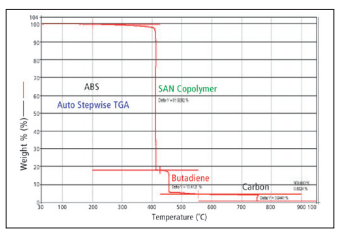 104
100
90
80
70
60
50
40
30
20
10
0
Weight % (%)
ABS
Auto Stepwise TGA
SAN Copolymer
Butadiene
Carbon
30 100 200 300 400 500 600 700 800 900 
Temperature (°C)